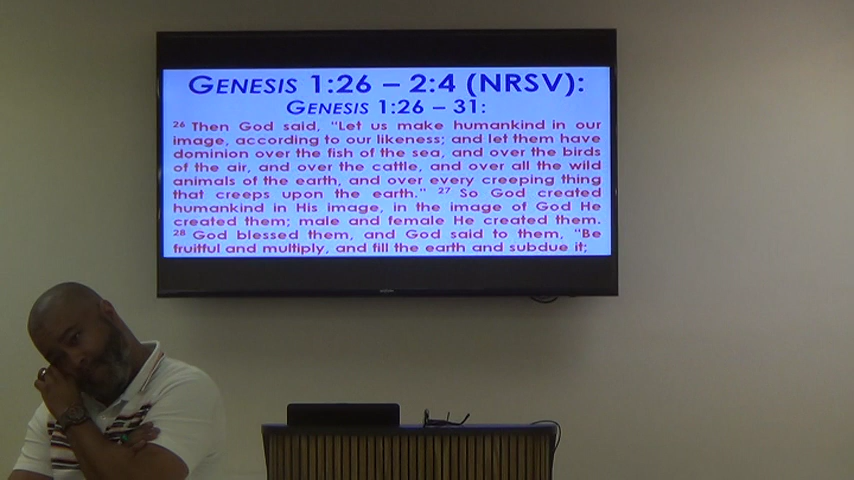 GENESIS 1:26 – 2:4 (NRSV):
GENESIS 1:26 – 31:
26 Then God said, "Let us make humankind in our
image, according to our likeness; and let them have
dominion over the fish of the sea, and over the birds
of the air, and over the cattle, and over all the wild
animals of the earth, and over every creeping thing
that creeps upon the earth." 27 So God created
humankind in His image, in the image of God He
created them; male and female He created them.
28 God blessed them, and God said to them, "Be
fruitful and multiply, and fill the earth and subdue it;